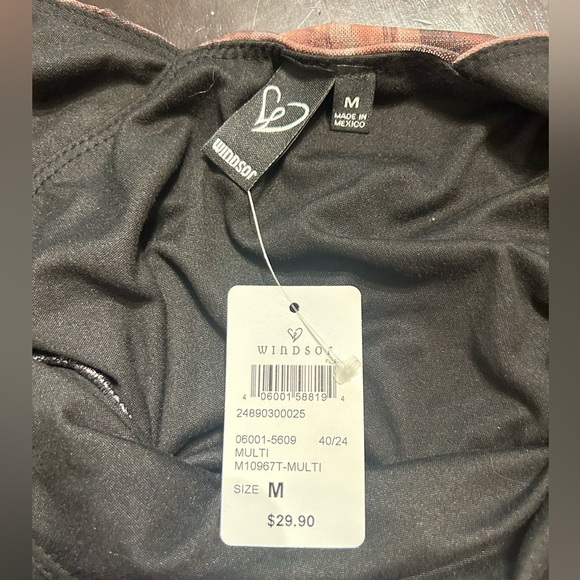 WINDSOR
M
MADE IN
MEXICO
WINDSOR
4 06001 56819 4
24890300025
06001-5609 40/24
MULTI
M10967T-MULTI
SIZE M
$29.90